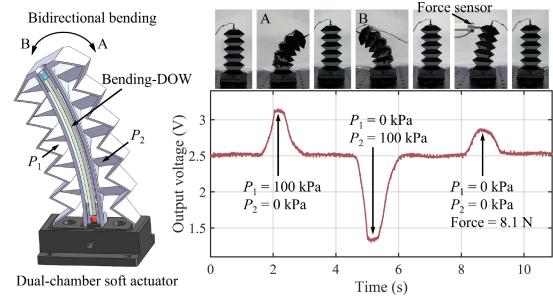 Bidirectional bending
B
A
Bending-DOW
P1
P2
Dual-chamber soft actuator
A
B
Force sensor
Output voltage (V)
3
2.5
2
1.5
P1 = 100 kPa
P2 = 0 kPa
P1 = 0 kPa
P2 = 100 kPa
P1 = 0 kPa
P2 = 0 kPa
Force = 8.1 N
0
2
4
6
8
10
Time (s)